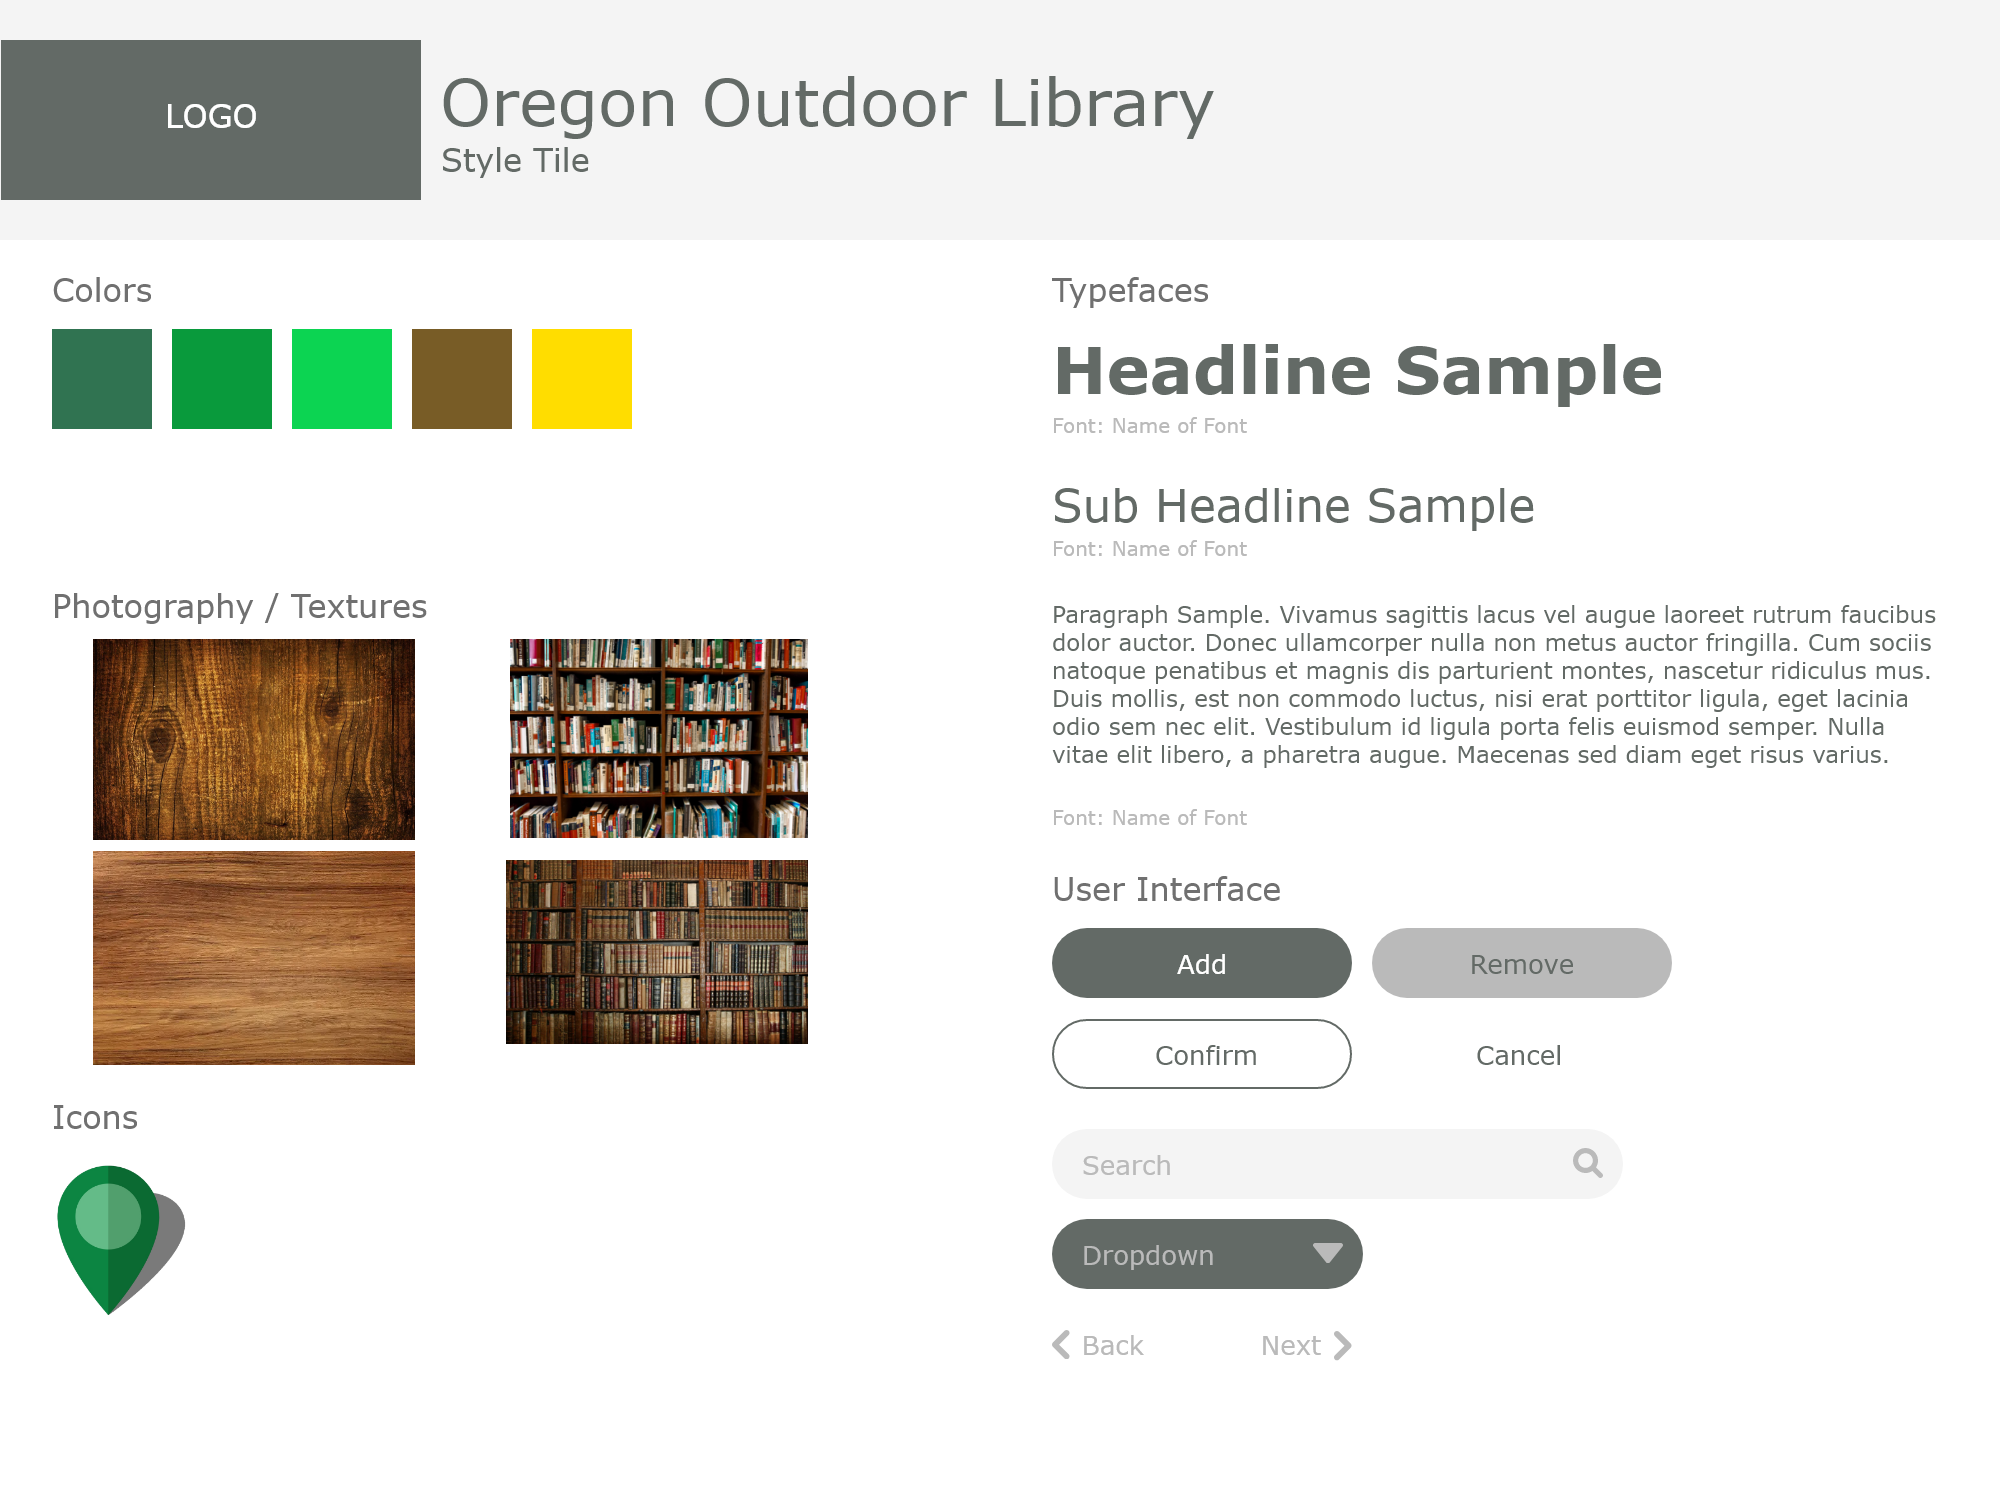 LOGO
Oregon Outdoor Library
Style Tile
Colors
Photography / Textures
Icons
Typefaces
Headline Sample
Font: Name of Font
Sub Headline Sample
Font: Name of Font
Paragraph Sample. Vivamus sagittis lacus vel augue laoreet rutrum faucibus
dolor auctor. Donec ullamcorper nulla non metus auctor fringilla. Cum sociis
natoque penatibus et magnis dis parturient montes, nascetur ridiculus mus.
Duis mollis, est non commodo luctus, nisi erat porttitor ligula, eget lacinia
odio sem nec elit. Vestibulum id ligula porta felis euismod semper. Nulla
vitae elit libero, a pharetra augue. Maecenas sed diam eget risus varius.
Font: Name of Font
User Interface
Add
Remove
Confirm
Cancel
Search
Dropdown
Back
Next